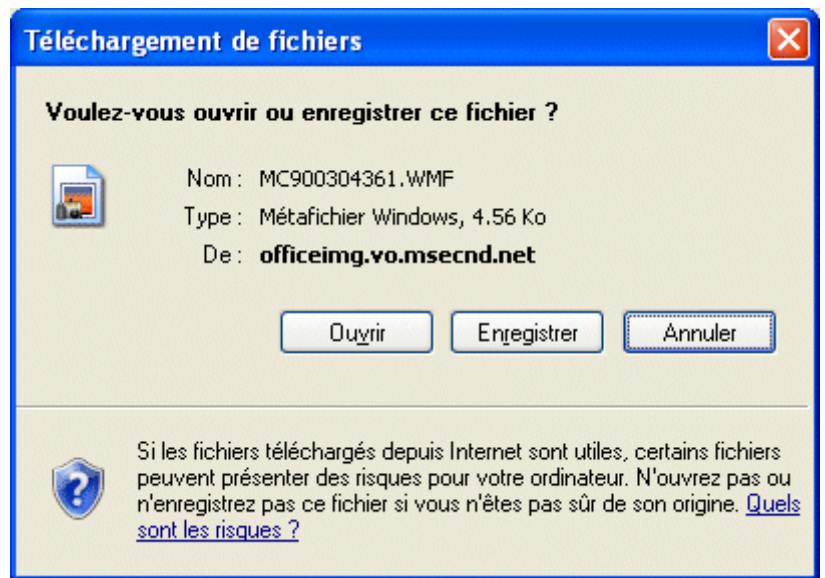 Téléchargement de fichiers
Voulez-vous ouvrir ou enregistrer ce fichier ?
Nom : MC900304361.WMF
Type : Métafichier Windows, 4.56 Ko
De : officeimg.vo.msecnd.net
Ouvrir Enregistrer Annuler
Si les fichiers téléchargés depuis Internet sont utiles, certains fichiers
peuvent présenter des risques pour votre ordinateur. N'ouvrez pas ou
n'enregistrez pas ce fichier si vous n'êtes pas sûr de son origine. Quels
sont les risques ?